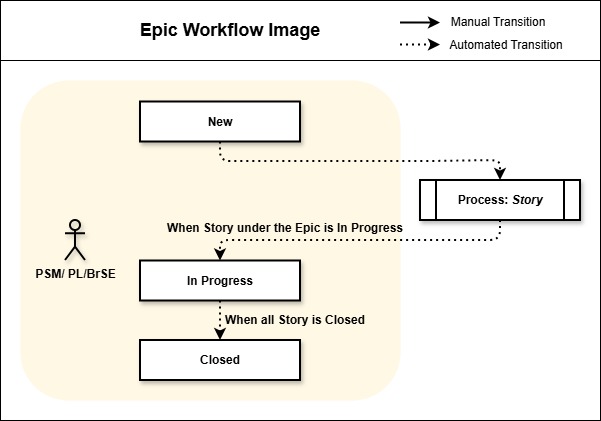 Epic Workflow Image
Manual Transition
Automated Transition
New
Process: Story
When Story under the Epic is In Progress
PSM/ PL/BrSE
In Progress
When all Story is Closed
Closed